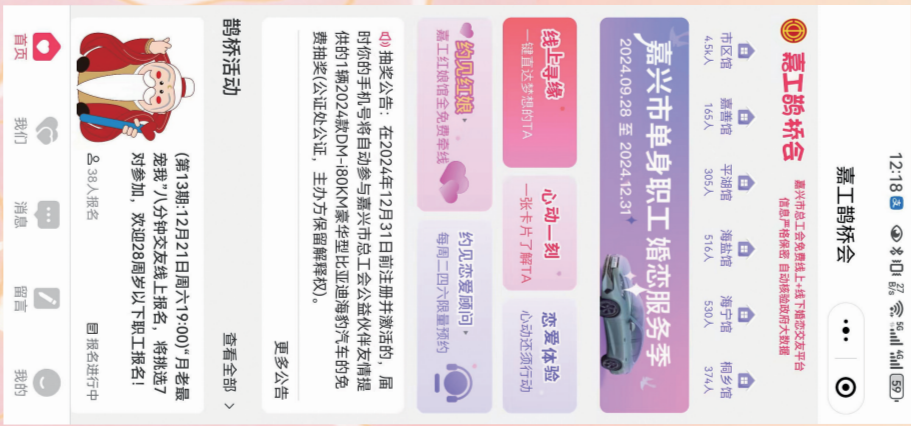 12:18
27
B/s
5G
4G
59
嘉工鹊桥会
嘉工鹊桥会
嘉兴市总工会免费线上+线下婚恋交友平台
信息严格保密 自动核验政府大数据
市区馆
嘉善馆
平湖馆
海盐馆
海宁馆
桐乡馆
4.5K人
165人
305人
516人
530人
374人
嘉兴市单身职工婚恋服务季
2024.09.28 至 2024.12.31
线上寻缘
一键直达梦想的TA
心动一刻
一张卡片了解TA
恋爱体验
心动还须行动
约见红娘
嘉工红娘馆全免费牵线
约见恋爱顾问
每周二四六限量预约
抽奖公告：在2024年12月31日前注册并激活的，届
时你的手机号将自动参与嘉兴市总工会公益伙伴友情提
供的1辆2024款DM-i80KM豪华型比亚迪海豹汽车的免
费抽奖(公证处公证，主办方保留解释权)。
更多公告
鹊桥活动
查看全部
(第13期:12月21日周六19:00)“月老最
宠我”八分钟交友线上报名，将挑选7
对参加，欢迎28周岁以下职工报名！
38人报名
报名进行中
首页
我们
消息
留言
我的